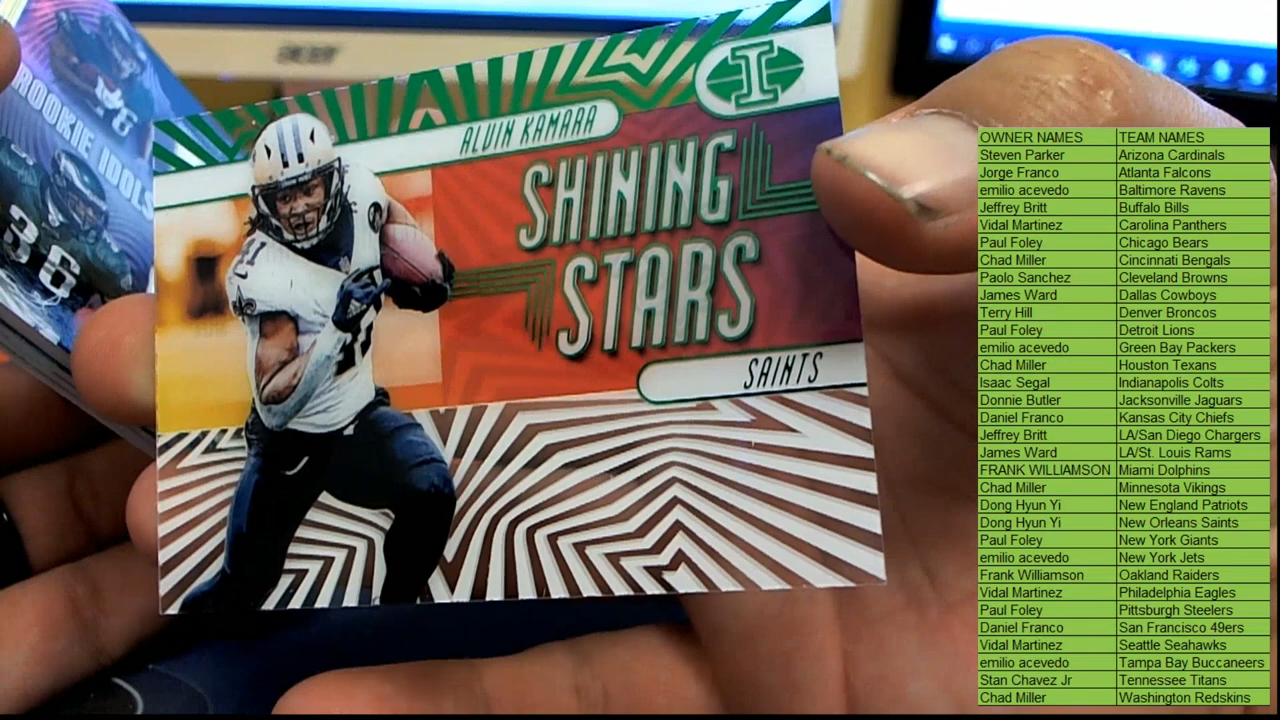 acer
ROOKIE IDOLS
36
I
ALVIN KAMARA
SHINING
STARS
SAINTS
41
OWNER NAMES TEAM NAMES
Steven Parker Arizona Cardinals
Jorge Franco Atlanta Falcons
emilio acevedo Baltimore Ravens
Jeffrey Britt Buffalo Bills
Vidal Martinez Carolina Panthers
Paul Foley Chicago Bears
Chad Miller Cincinnati Bengals
Paolo Sanchez Cleveland Browns
James Ward Dallas Cowboys
Terry Hill Denver Broncos
Paul Foley Detroit Lions
emilio acevedo Green Bay Packers
Chad Miller Houston Texans
Isaac Segal Indianapolis Colts
Donnie Butler Jacksonville Jaguars
Daniel Franco Kansas City Chiefs
Jeffrey Britt LA/San Diego Chargers
James Ward LA/St. Louis Rams
FRANK WILLIAMSON Miami Dolphins
Chad Miller Minnesota Vikings
Dong Hyun Yi New England Patriots
Dong Hyun Yi New Orleans Saints
Paul Foley New York Giants
emilio acevedo New York Jets
Frank Williamson Oakland Raiders
Vidal Martinez Philadelphia Eagles
Paul Foley Pittsburgh Steelers
Daniel Franco San Francisco 49ers
Vidal Martinez Seattle Seahawks
emilio acevedo Tampa Bay Buccaneers
Stan Chavez Jr Tennessee Titans
Chad Miller Washington Redskins